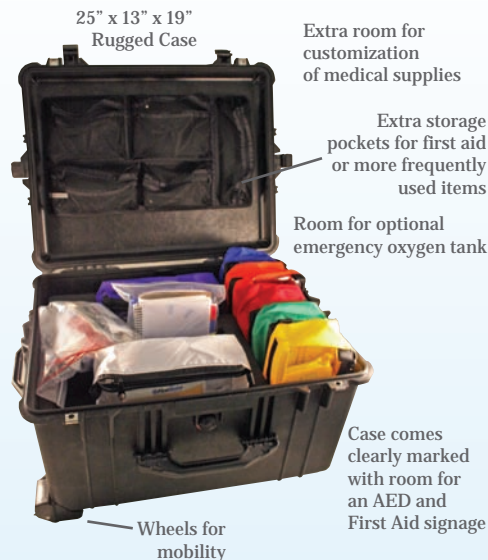 25” x 13” x 19”
Rugged Case
Extra room for
customization
of medical supplies
Extra storage
pockets for first aid
or more frequently
used items
Room for optional
emergency oxygen tank
Case comes
clearly marked
with room for
an AED and
First Aid signage
Wheels for
mobility